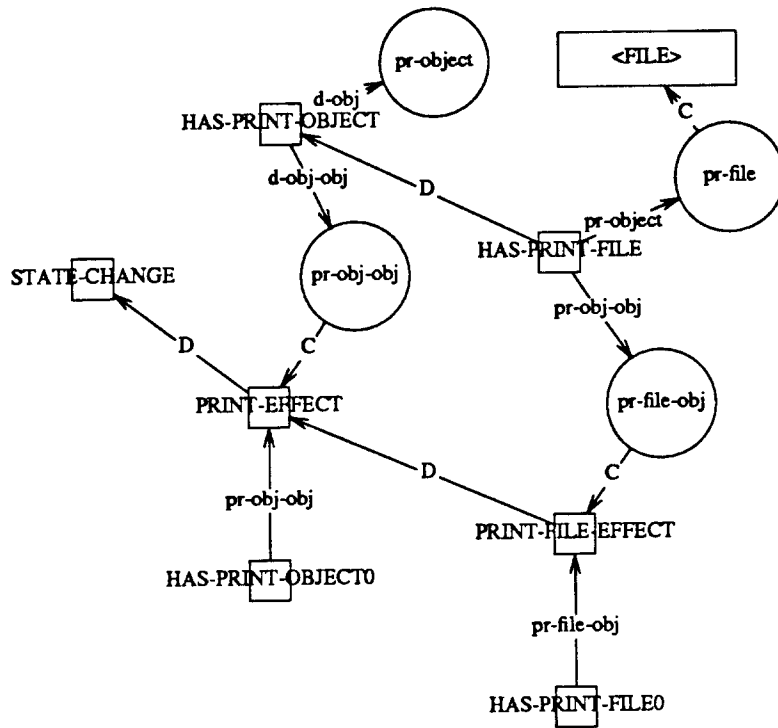 pr-object
<FILE>
d-obj
C
HAS-PRINT-OBJECT
pr-file
d-obj-obj
D
pr-object
HAS-PRINT-FILE
STATE-CHANGE
pr-obj-obj
pr-obj-obj
D
C
PRINT-EFFECT
pr-file-obj
D
C
pr-obj-obj
PRINT-FILE-EFFECT
HAS-PRINT-OBJECT0
pr-file-obj
HAS-PRINT-FILE0